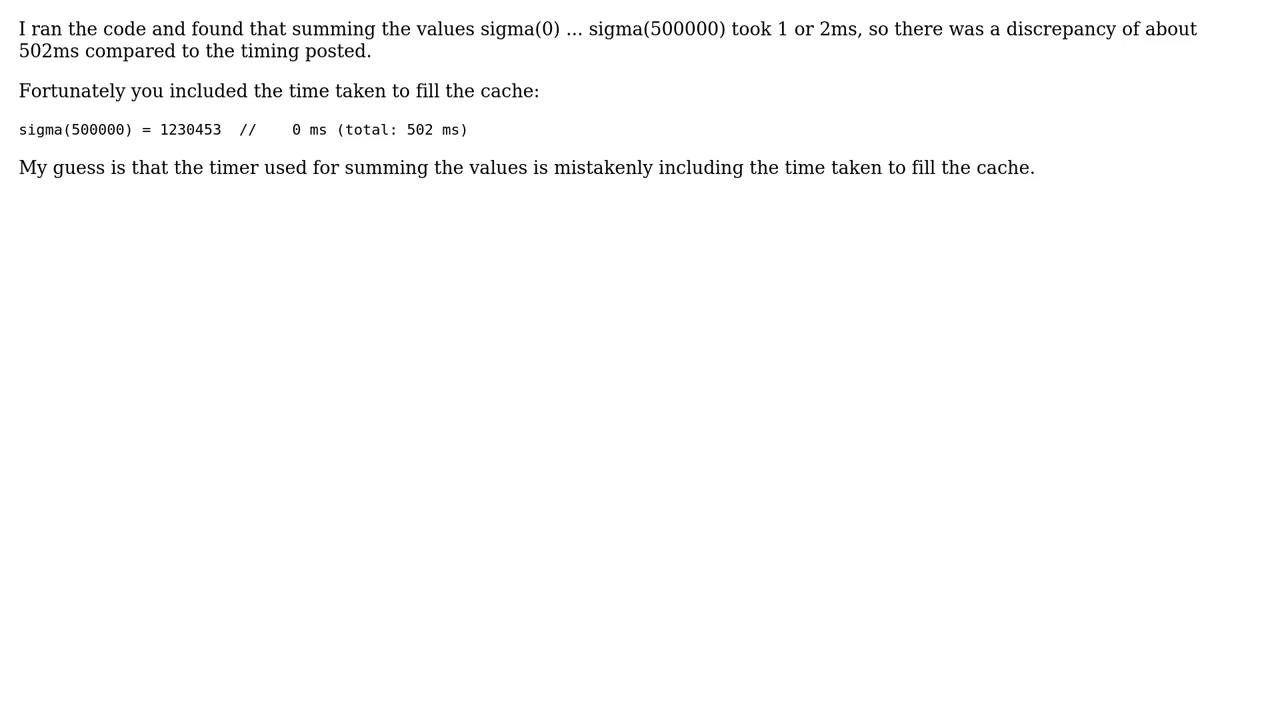 I ran the code and found that summing the values sigma(0) ... sigma(500000) took 1 or 2ms, so there was a discrepancy of about
502ms compared to the timing posted.
Fortunately you included the time taken to fill the cache:
sigma(500000) = 1230453  //    0 ms (total: 502 ms)
My guess is that the timer used for summing the values is mistakenly including the time taken to fill the cache.